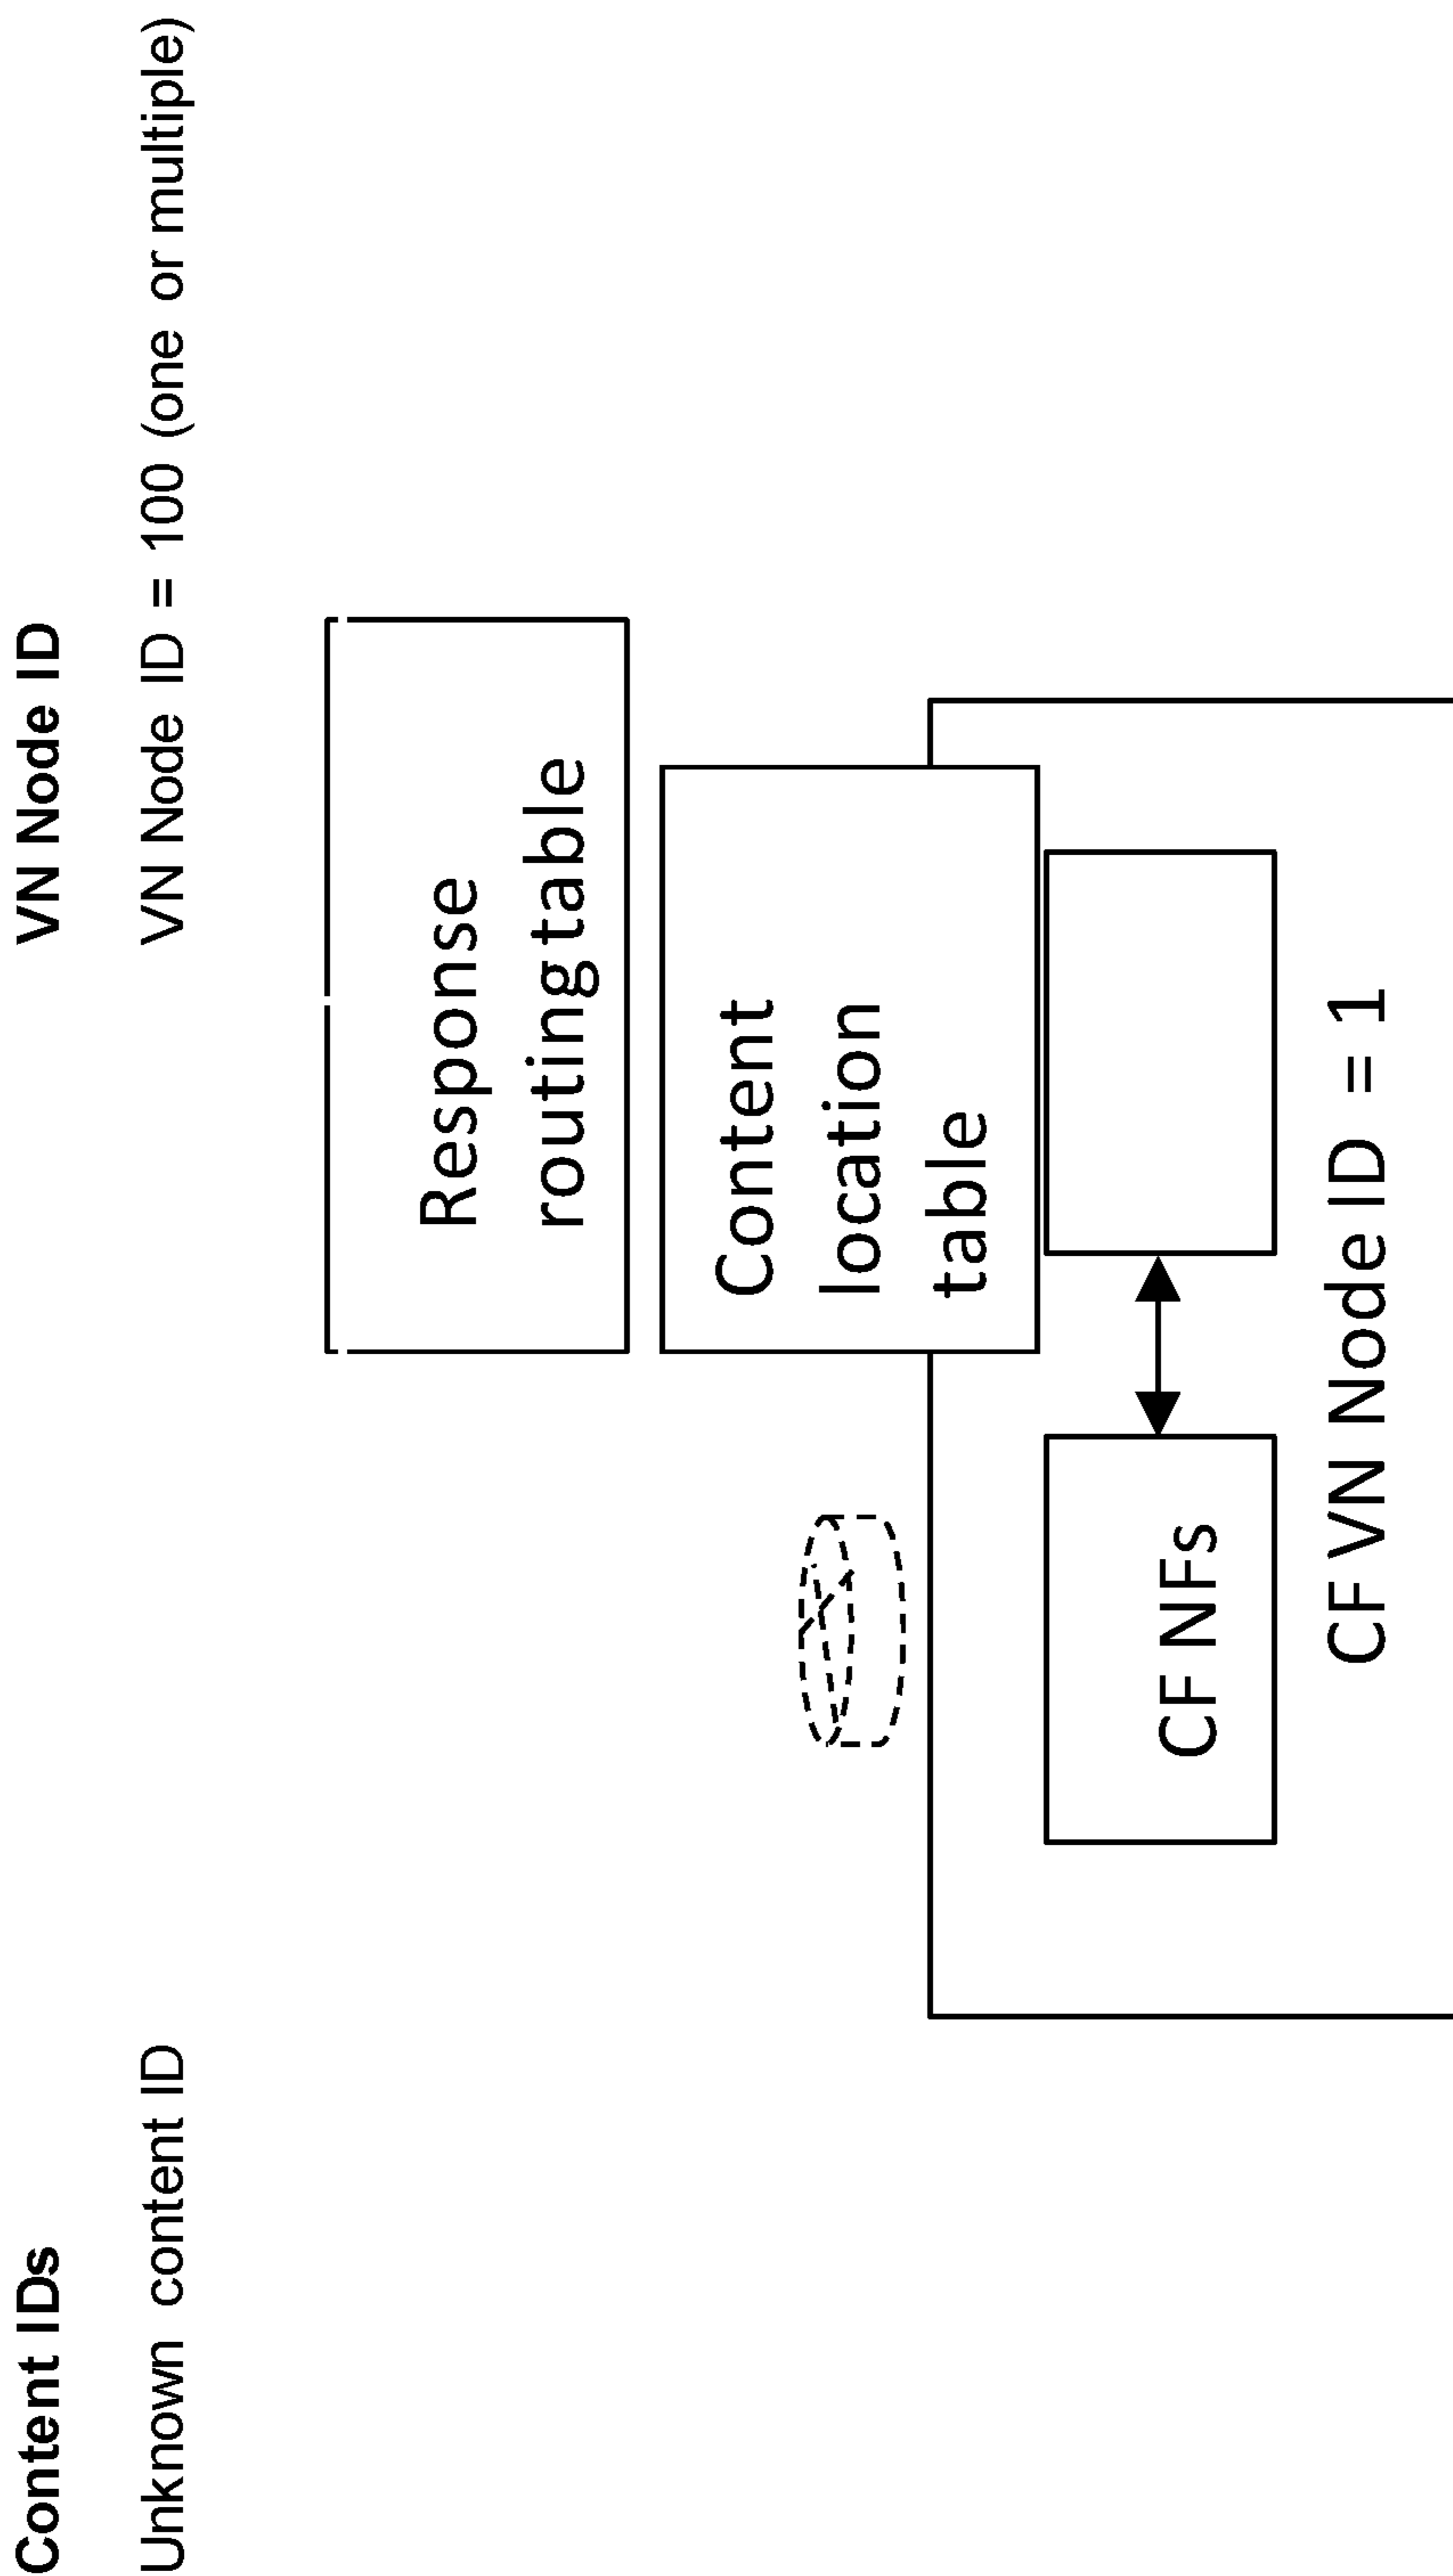 Content IDs VN Node ID
Unknown content ID VN Node ID = 100 (one or multiple)
Response
routing table
Content
location
table
CF NFs
CF VN Node ID = 1